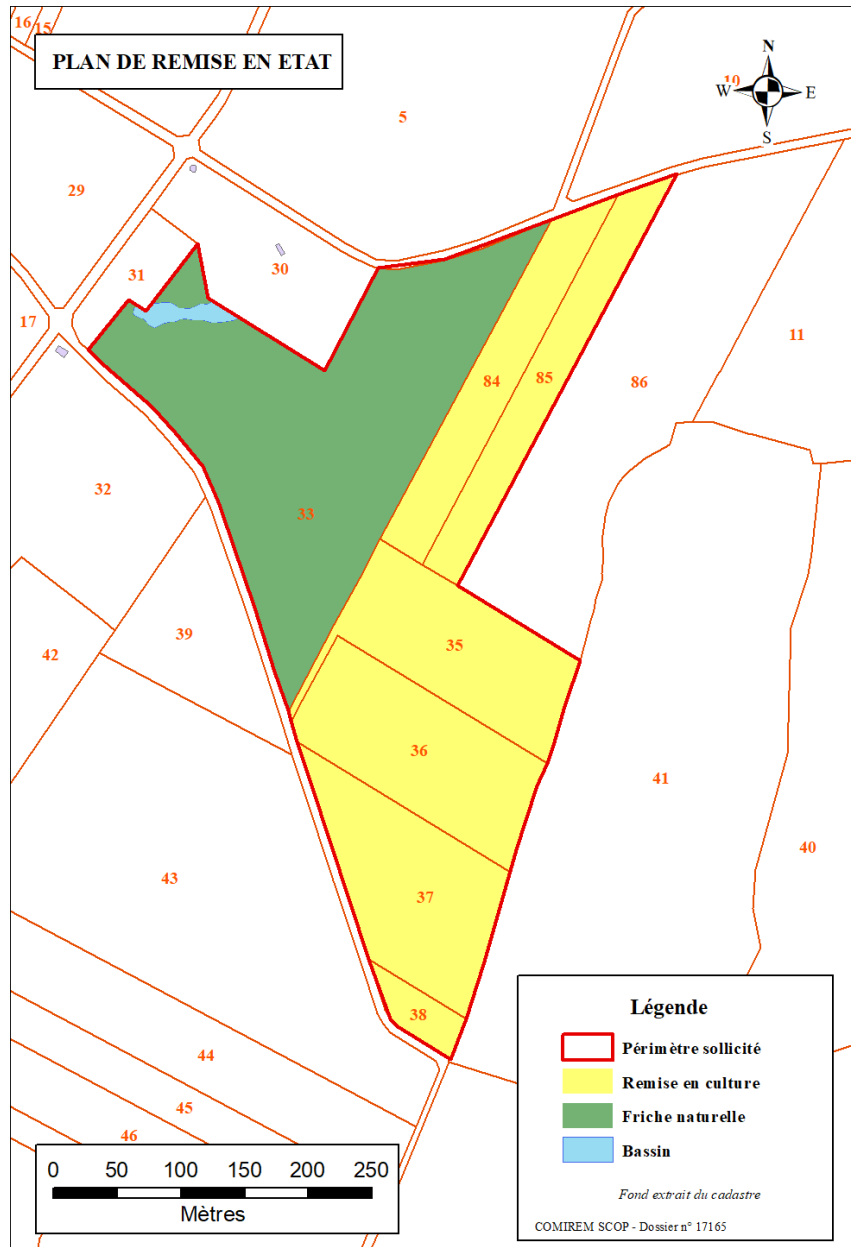 16 15
PLAN DE REMISE EN ETAT
N
10
W E
S
5
29
31
30
17
84
85
86
11
32
33
39
35
42
36
41
43
40
37
38
44
45
46
Légende
Périmètre sollicité
Remise en culture
Friche naturelle
Bassin
Fond extrait du cadastre
COMIREM SCOP - Dossier n° 17165
0 50 100 150 200 250
Mètres